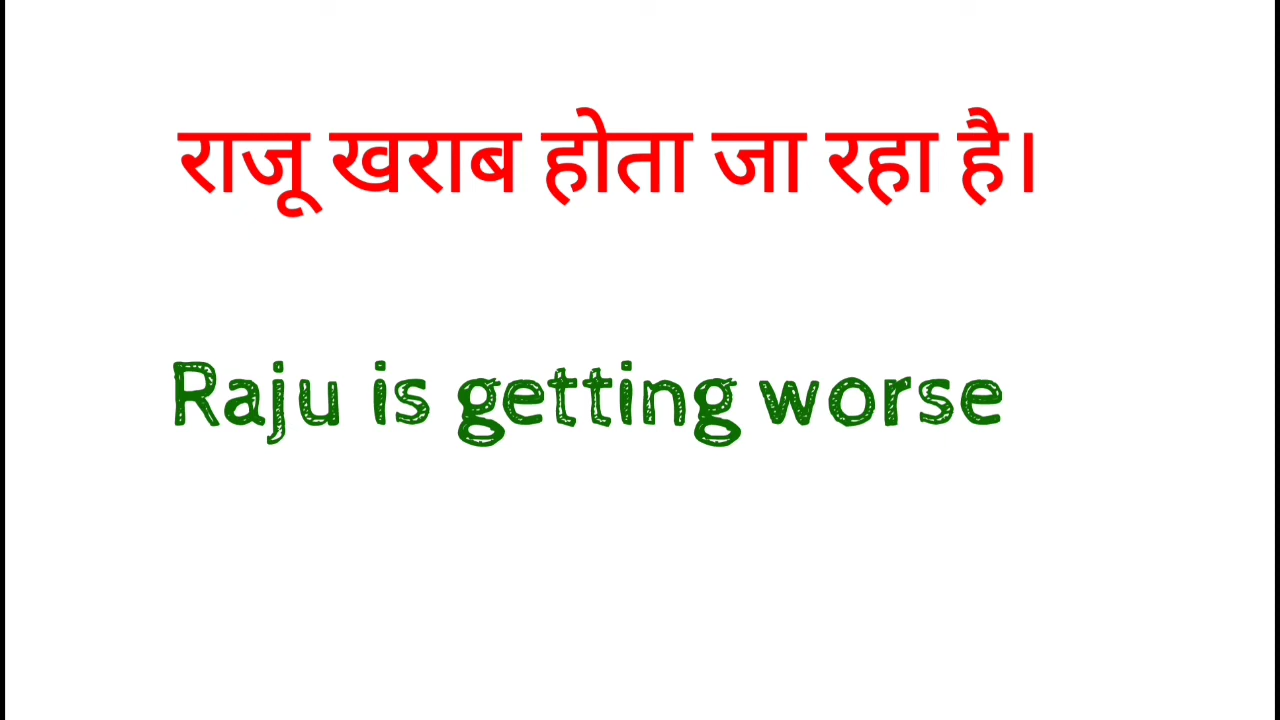 राजू खराब होता जा रहा है।
Raju is getting worse